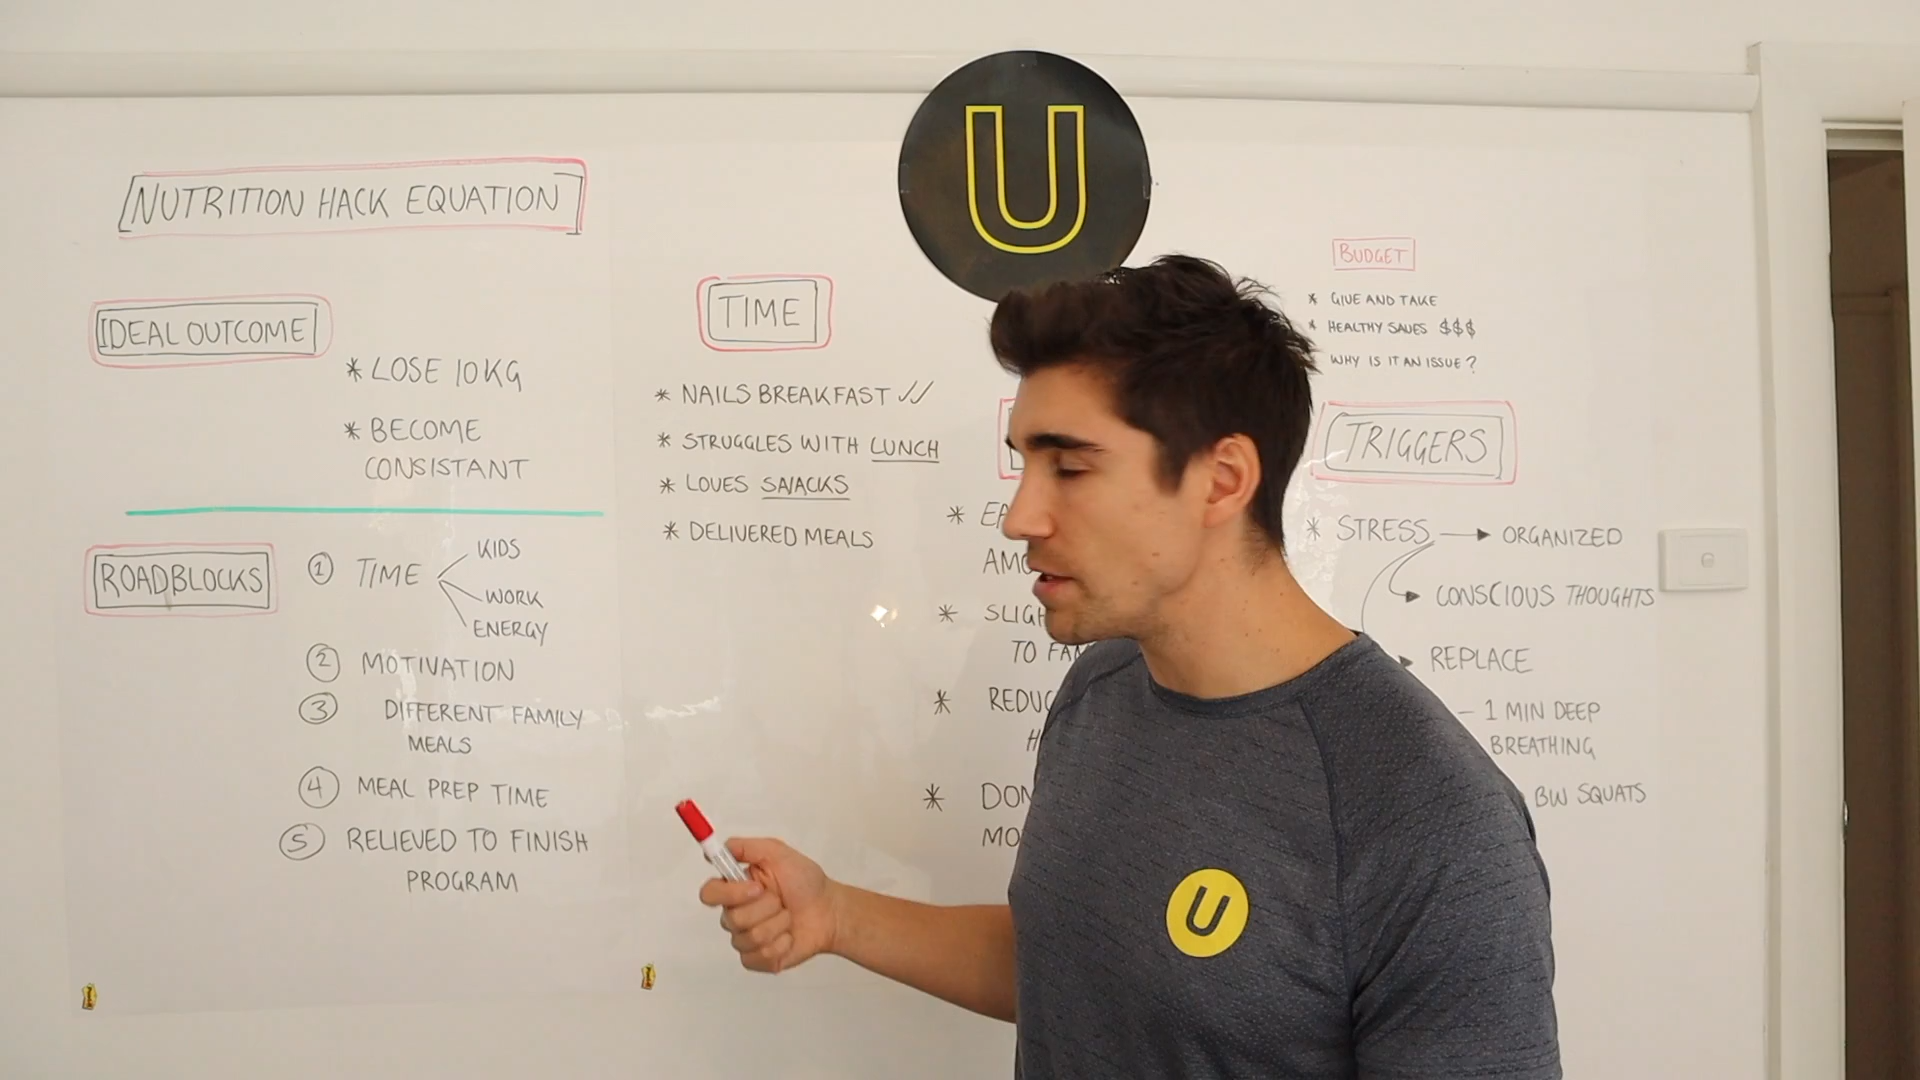 NUTRITION HACK EQUATION
IDEAL OUTCOME
* LOSE 10KG
* BECOME
CONSISTANT
ROADBLOCKS
1 TIME
KIDS
WORK
ENERGY
2 MOTIVATION
3 DIFFERENT FAMILY
MEALS
4 MEAL PREP TIME
5 RELIEVED TO FINISH
PROGRAM
U
TIME
* NAILS BREAKFAST ✓✓
* STRUGGLES WITH LUNCH
* LOVES SNACKS
* DELIVERED MEALS
*
*
TO
*
*
BUDGET
* GIVE AND TAKE
* HEALTHY SAVES $$$
WHY IS IT AN ISSUE?
TRIGGERS
* STRESS → ORGANIZED
CONSCIOUS THOUGHTS
REPLACE
- 1 MIN DEEP
BREATHING
BW SQUATS
U